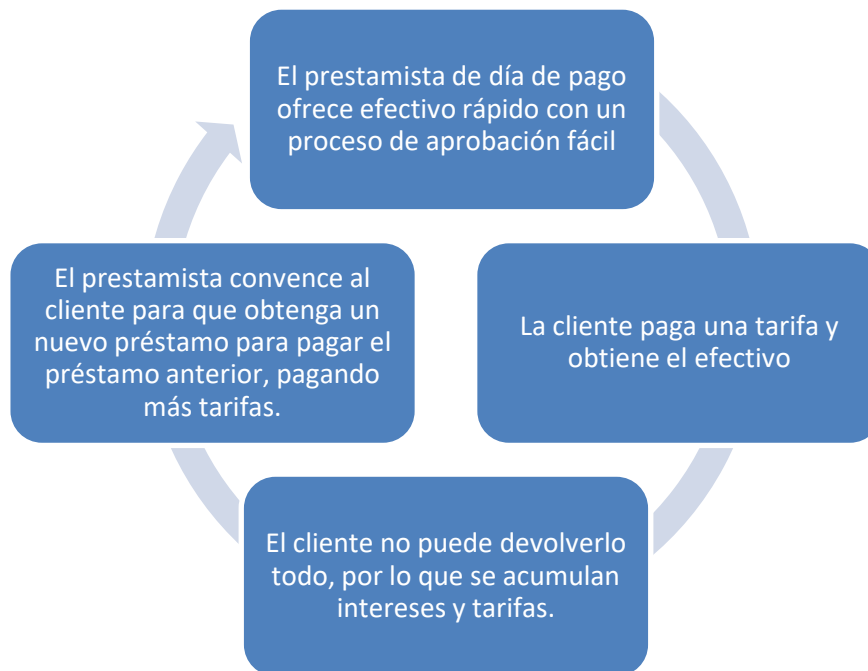 El prestamista de día de pago
ofrece efectivo rápido con un
proceso de aprobación fácil
La cliente paga una tarifa y
obtiene el efectivo
El cliente no puede devolverlo
todo, por lo que se acumulan
intereses y tarifas.
El prestamista convence al
cliente para que obtenga un
nuevo préstamo para pagar el
préstamo anterior, pagando
más tarifas.